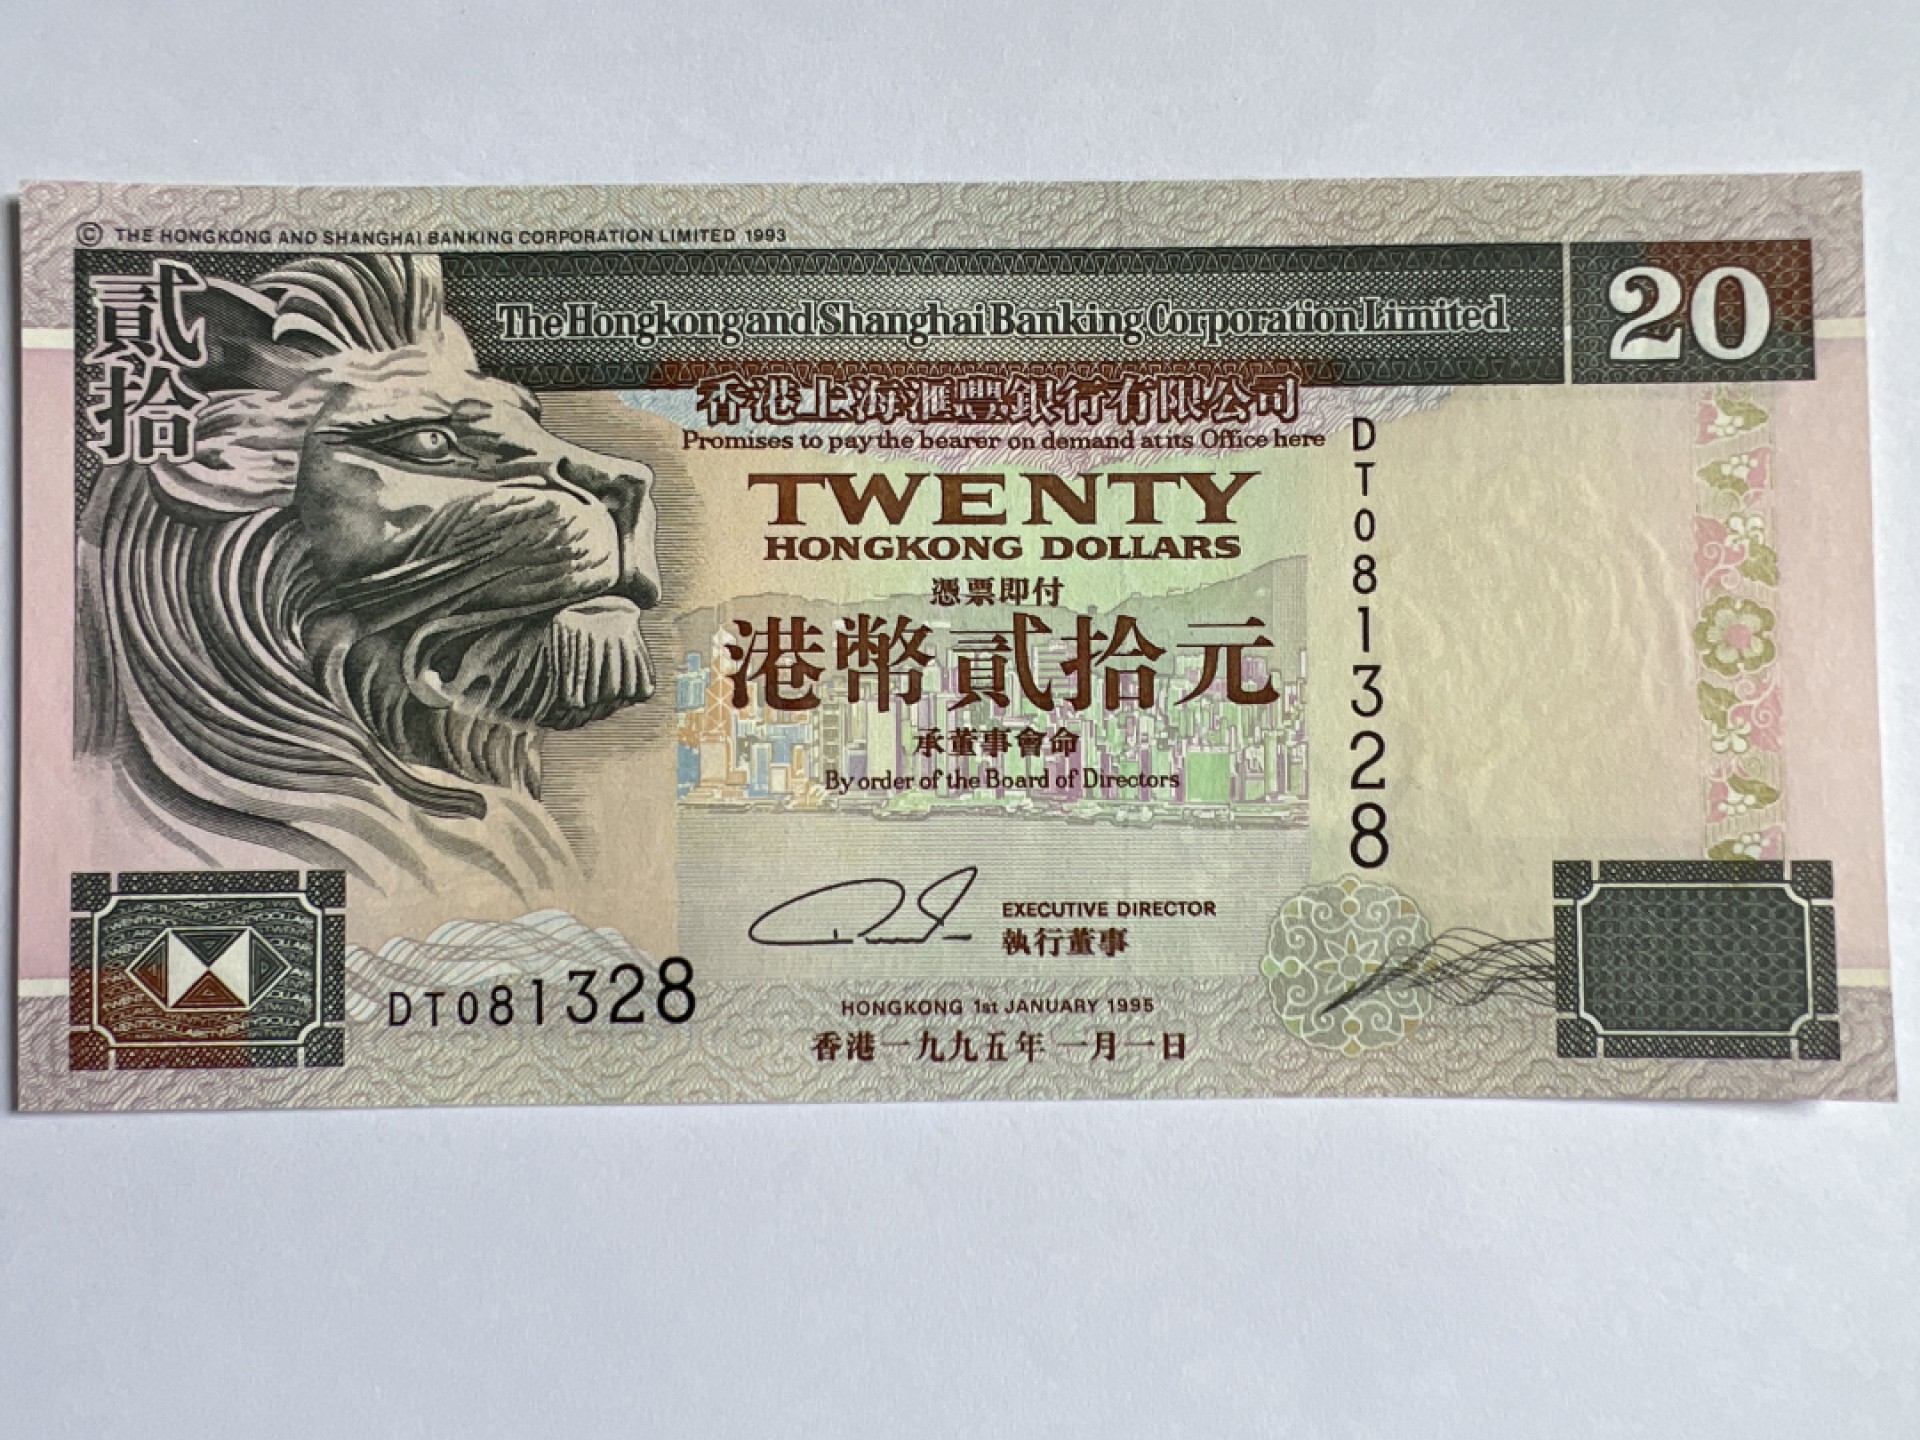 © THE HONGKONG AND SHANGHAI BANKING CORPORATION LIMITED 1993
貳拾
The Hongkong and Shanghai Banking Corporation Limited
20
香港上海滙豐銀行有限公司
Promises to pay the bearer on demand at its Office here
TWENTY
HONGKONG DOLLARS
憑票即付
港幣貳拾元
承董事會命
By order of the Board of Directors
DT081328
EXECUTIVE DIRECTOR
執行董事
DT081328
HONGKONG 1st JANUARY 1995
香港一九九五年一月一日